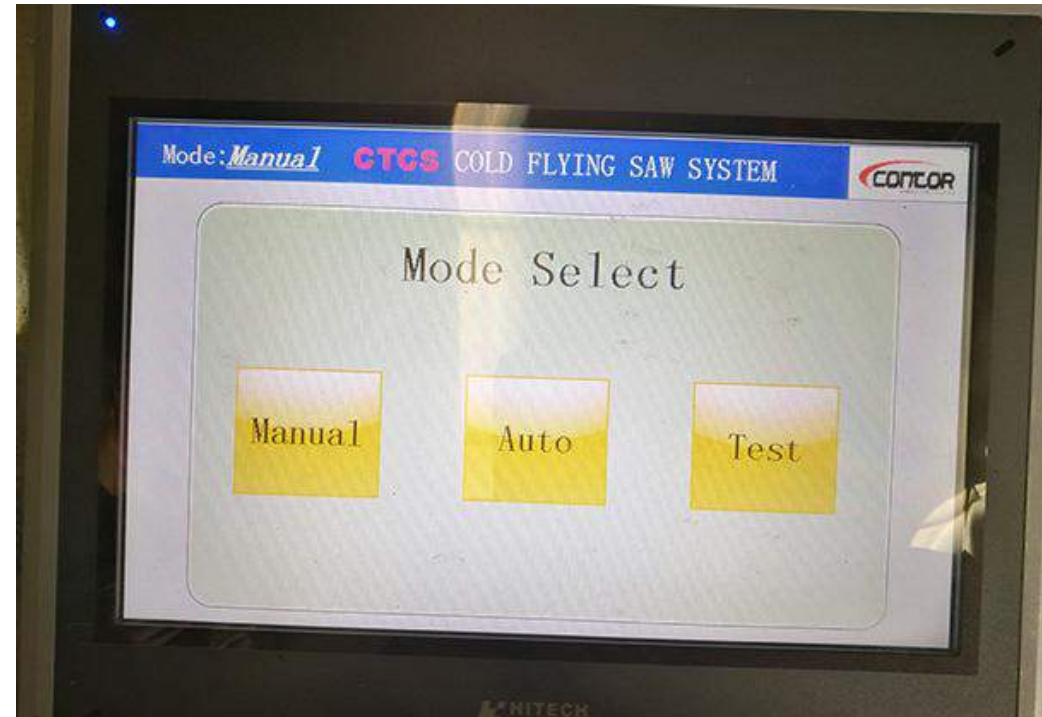 Mode:Manual CTCS COLD FLYING SAW SYSTEM
CONTOR
Mode Select
Manual Auto Test
HITECH